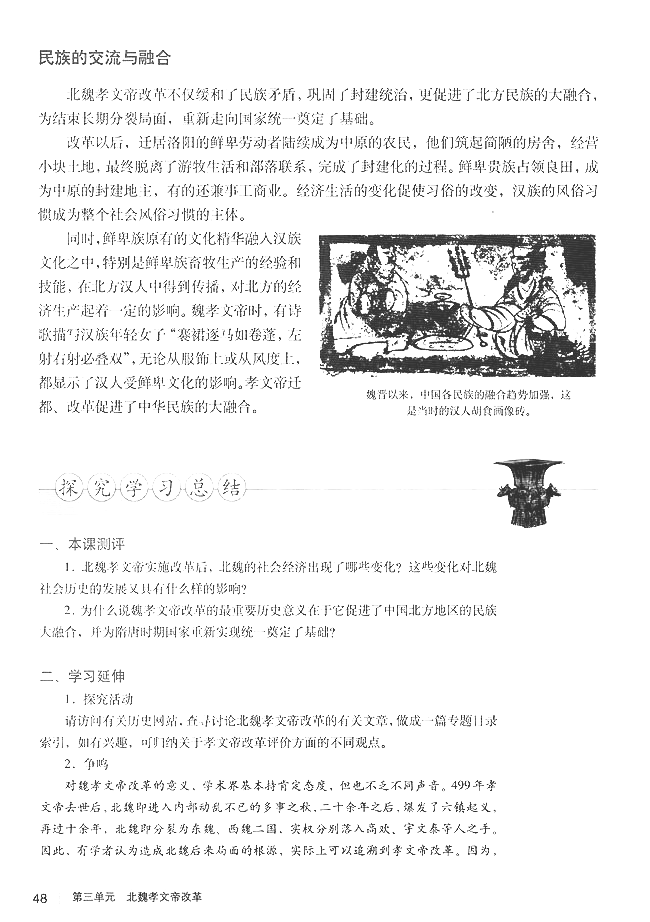 民族的交流与融合
北魏孝文帝改革不仅缓和了民族矛盾，巩固了封建统治，更促进了北方民族的大融合，
为结束长期分裂局面，重新走向国家统一奠定了基础。
改革以后，迁居洛阳的鲜卑劳动者陆续成为中原的农民，他们筑起简陋的房舍，经营
小块土地，最终脱离了游牧生活和部落联系，完成了封建化的过程。鲜卑贵族占领良田，成
为中原的封建地主，有的还兼事工商业。经济生活的变化促使习俗的改变，汉族的风俗习
惯成为整个社会风俗习惯的主体。
同时，鲜卑族原有的文化精华融入汉族
文化之中，特别是鲜卑族畜牧生产的经验和
技能，在北方汉人中得到传播，对北方的经
济生产起着一定的影响。魏孝文帝时，有诗
歌描写汉族年轻女子“褰裙逐马如卷蓬，左
射右射必叠双”，无论从服饰上或从风度上，
都显示了汉人受鲜卑文化的影响。孝文帝迁
都、改革促进了中华民族的大融合。
魏晋以来，中国各民族的融合趋势加强，这
是当时的汉人胡食画像砖。
探究学习总结
一、本课测评
1．北魏孝文帝实施改革后，北魏的社会经济出现了哪些变化？这些变化对北魏
社会历史的发展又具有什么样的影响？
2．为什么说魏孝文帝改革的最重要历史意义在于它促进了中国北方地区的民族
大融合，并为隋唐时期国家重新实现统一奠定了基础？
二、学习延伸
1．探究活动
请访问有关历史网站，查寻讨论北魏孝文帝改革的有关文章，做成一篇专题目录
索引，如有兴趣，可归纳关于孝文帝改革评价方面的不同观点。
2．争鸣
对魏孝文帝改革的意义、学术界基本持肯定态度，但也不乏不同声音。499年孝
文帝去世后，北魏即进入内部动乱不已的多事之秋，二十余年之后，爆发了六镇起义，
再过十余年，北魏即分裂为东魏、西魏二国，实权分别落入高欢、宇文泰等人之手。
因此、有学者认为造成北魏后来局面的根源，实际上可以追溯到孝文帝改革。因为，
48 第三单元 北魏孝文帝改革